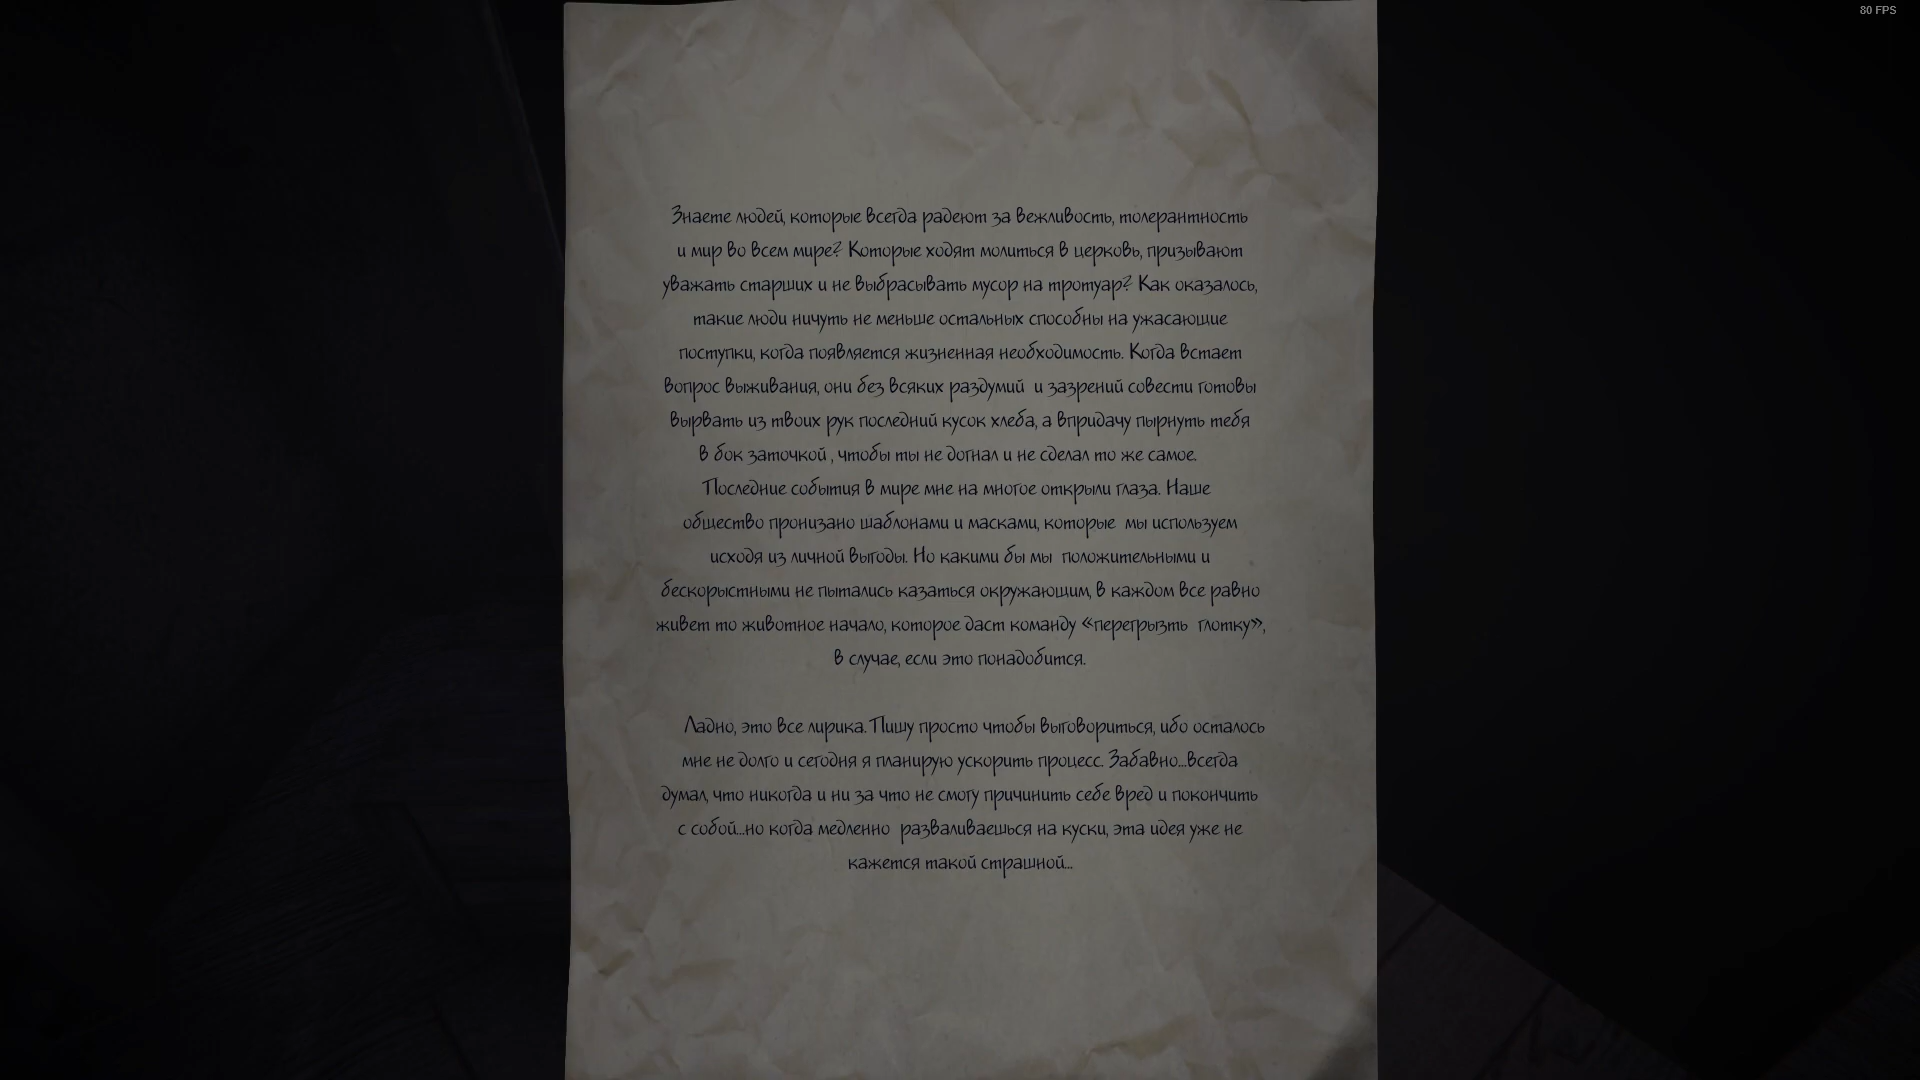 80 FPS
Знаете людей, которые всегда радеют за вежливость, толерантность
и мир во всем мире? Которые ходят молиться в церковь, призывают
уважать старших и не выбрасывать мусор на тротуар? Как оказалось,
такие люди ничуть не меньше остальных способны на ужасающие
поступки, когда появляется жизненная необходимость. Когда встает
вопрос выживания, они без всяких раздумий и зазрений совести готовы
вырвать из твоих рук последний кусок хлеба, а впридачу пырнуть тебя
в бок заточкой , чтобы ты не догнал и не сделал то же самое.
Последние события в мире мне на многое открыли глаза. Наше
общество пронизано шаблонами и масками, которые мы используем
исходя из личной выгоды. Но какими бы мы положительными и
бескорыстными не пытались казаться окружающим, в каждом все равно
живет то животное начало, которое даст команду «перегрызть глотку»,
в случае, если это понадобится.
Ладно, это все лирика. Пишу просто чтобы выговориться, ибо осталось
мне не долго и сегодня я планирую ускорить процесс. Забавно...всегда
думал, что никогда и ни за что не смогу причинить себе вред и покончить
с собой...но когда медленно разваливаешься на куски, эта идея уже не
кажется такой страшной...